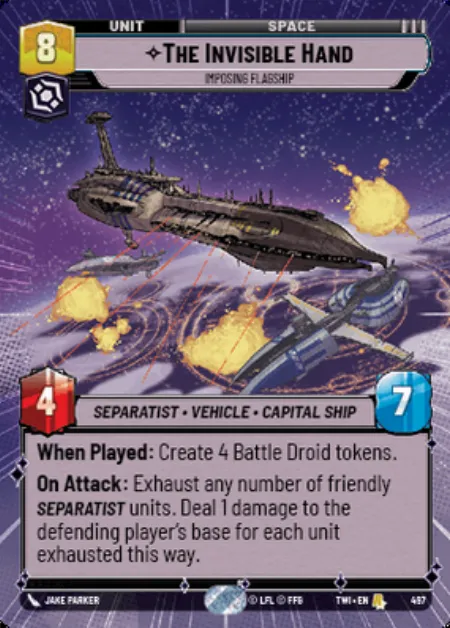 8
UNIT
SPACE
✧THE INVISIBLE HAND
IMPOSING FLAGSHIP
4
SEPARATIST • VEHICLE • CAPITAL SHIP
7
When Played: Create 4 Battle Droid tokens.
On Attack: Exhaust any number of friendly
SEPARATIST units. Deal 1 damage to the
defending player's base for each unit
exhausted this way.
JAKE PARKER
© LFL © FFG
TWI • EN
497